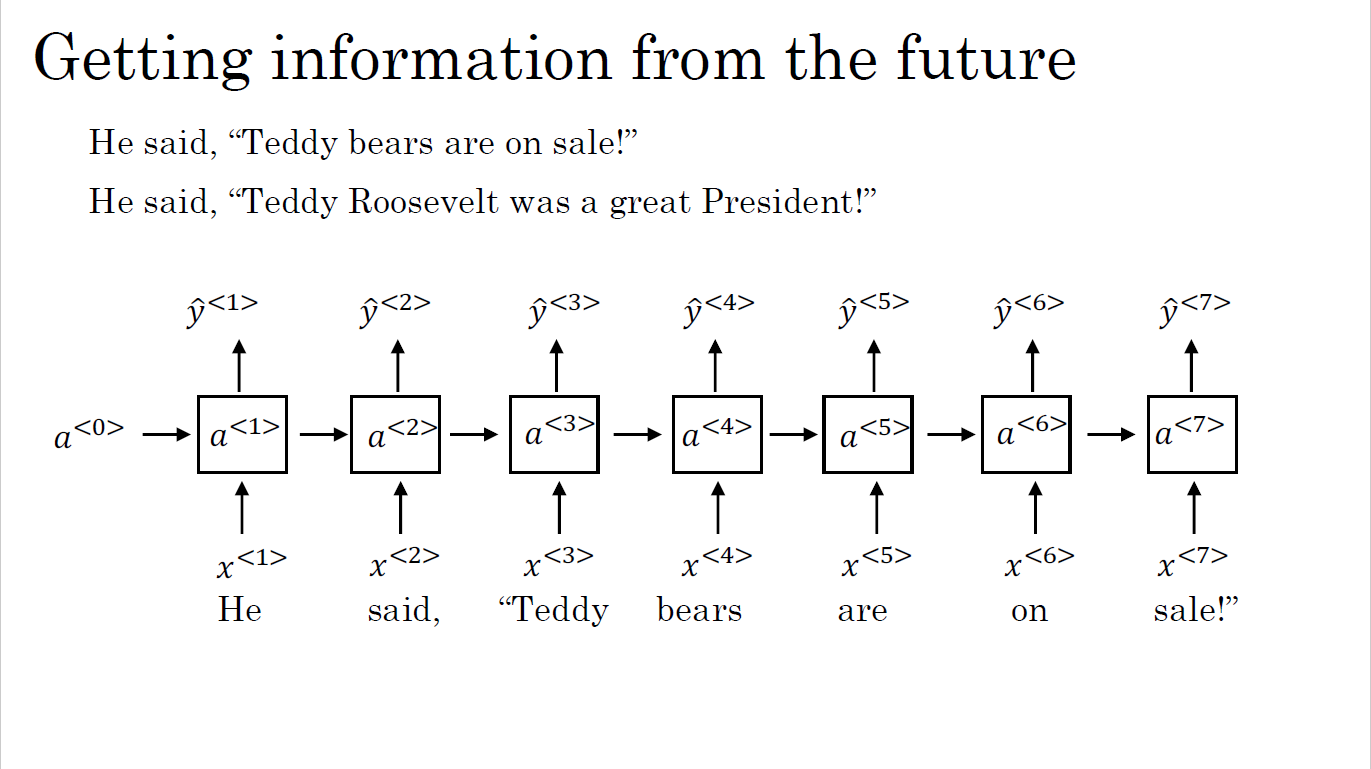 Getting information from the future
He said, “Teddy bears are on sale!”
He said, “Teddy Roosevelt was a great President!”
ŷ<1> ŷ<2> ŷ<3> ŷ<4> ŷ<5> ŷ<6> ŷ<7>
a<0> a<1> a<2> a<3> a<4> a<5> a<6> a<7>
x<1> x<2> x<3> x<4> x<5> x<6> x<7>
He said, “Teddy bears are on sale!”